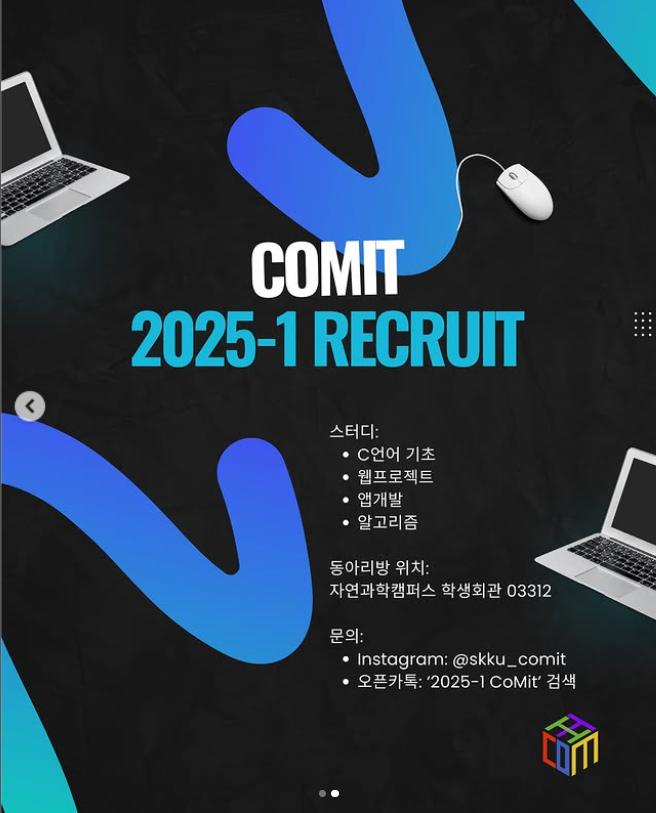 COMIT
2025-1 RECRUIT
스터디:
• C언어 기초
• 웹프로젝트
• 앱개발
• 알고리즘
동아리방 위치:
자연과학캠퍼스 학생회관 03312
문의:
• Instagram: @skku_comit
• 오픈카톡: ‘2025-1 CoMit’ 검색